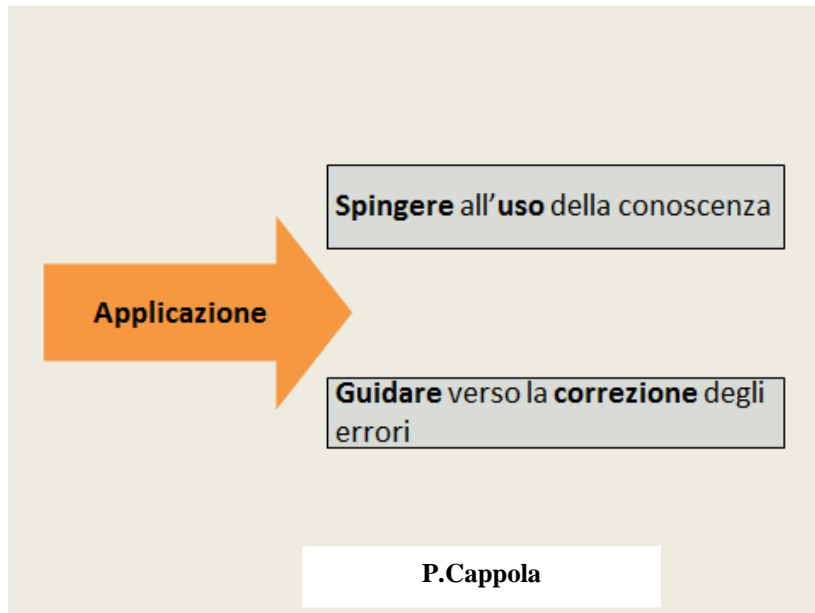 Spingere all'uso della conoscenza
Applicazione
Guidare verso la correzione degli
errori
P.Cappola